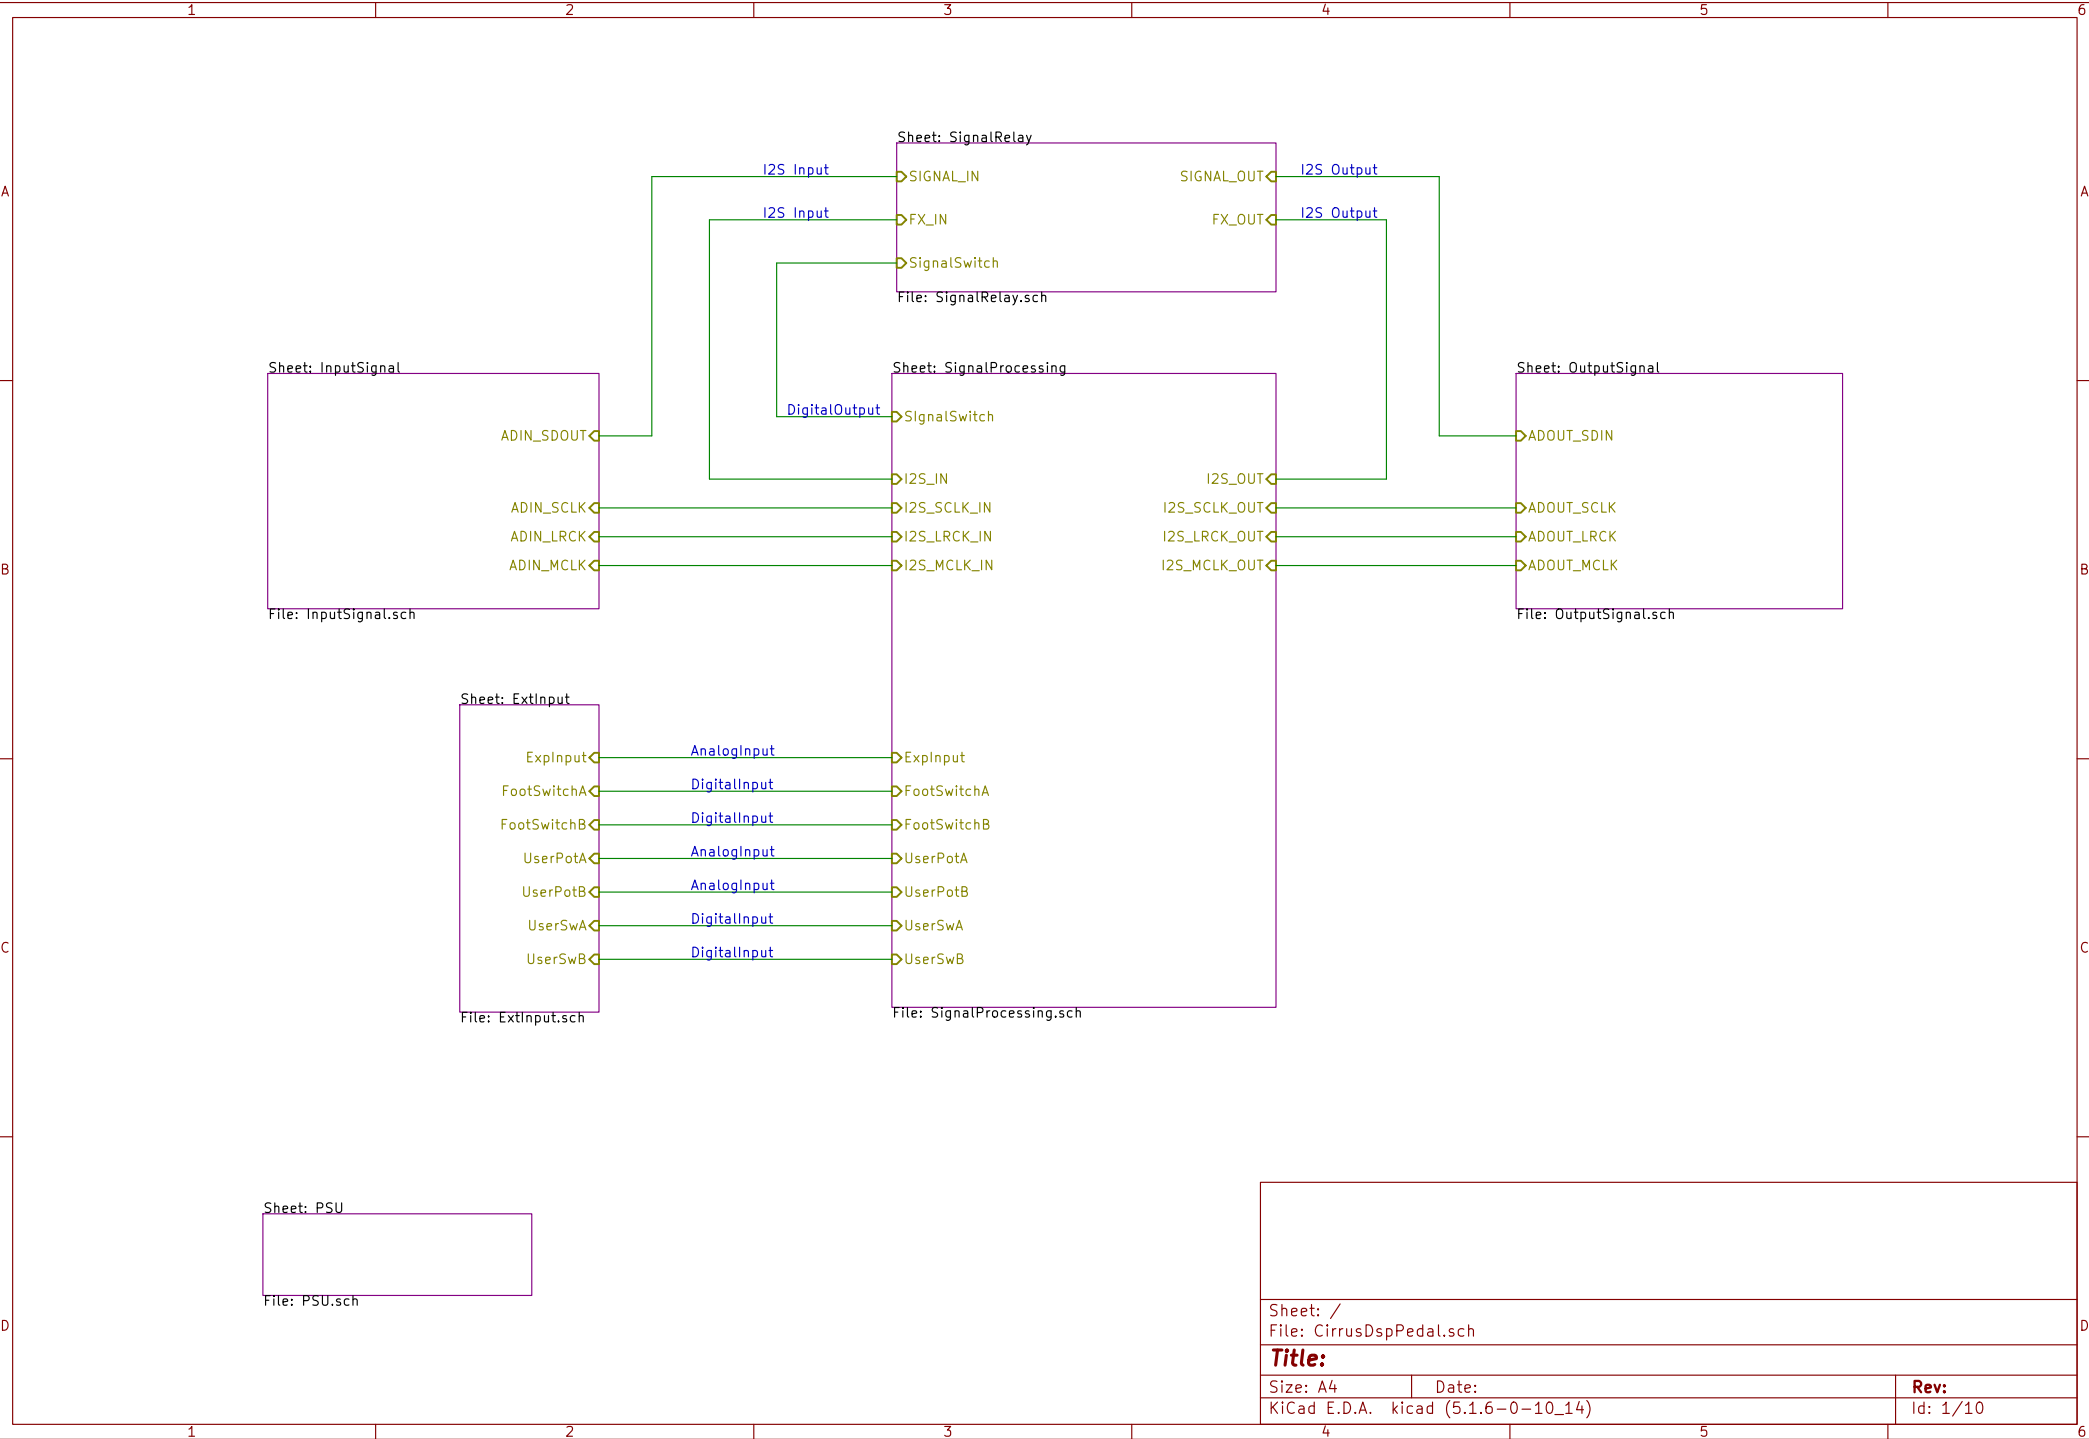 1 2 3 4 5 6
Sheet: SignalRelay
I2S Input
SIGNAL_IN
SIGNAL_OUT
I2S Output
A
A
I2S Input
FX_IN
FX_OUT
I2S Output
SignalSwitch
File: SignalRelay.sch
Sheet: InputSignal
ADIN_SDOUT
ADIN_SCLK
ADIN_LRCK
ADIN_MCLK
File: InputSignal.sch
Sheet: SignalProcessing
DigitalOutput
SIgnalSwitch
I2S_IN
I2S_SCLK_IN
I2S_LRCK_IN
I2S_MCLK_IN
I2S_OUT
I2S_SCLK_OUT
I2S_LRCK_OUT
I2S_MCLK_OUT
Sheet: OutputSignal
ADOUT_SDIN
ADOUT_SCLK
ADOUT_LRCK
ADOUT_MCLK
File: OutputSignal.sch
B
B
Sheet: ExtInput
ExpInput
AnalogInput
ExpInput
FootSwitchA
DigitalInput
FootSwitchA
FootSwitchB
DigitalInput
FootSwitchB
UserPotA
AnalogInput
UserPotA
UserPotB
AnalogInput
UserPotB
UserSwA
DigitalInput
UserSwA
UserSwB
DigitalInput
UserSwB
C
C
File: ExtInput.sch
File: SignalProcessing.sch
Sheet: PSU
File: PSU.sch
D
D
Sheet: /
File: CirrusDspPedal.sch
Title:
Size: A4
Date:
Rev:
KiCad E.D.A. kicad (5.1.6-0-10_14)
Id: 1/10
1 2 3 4 5 6